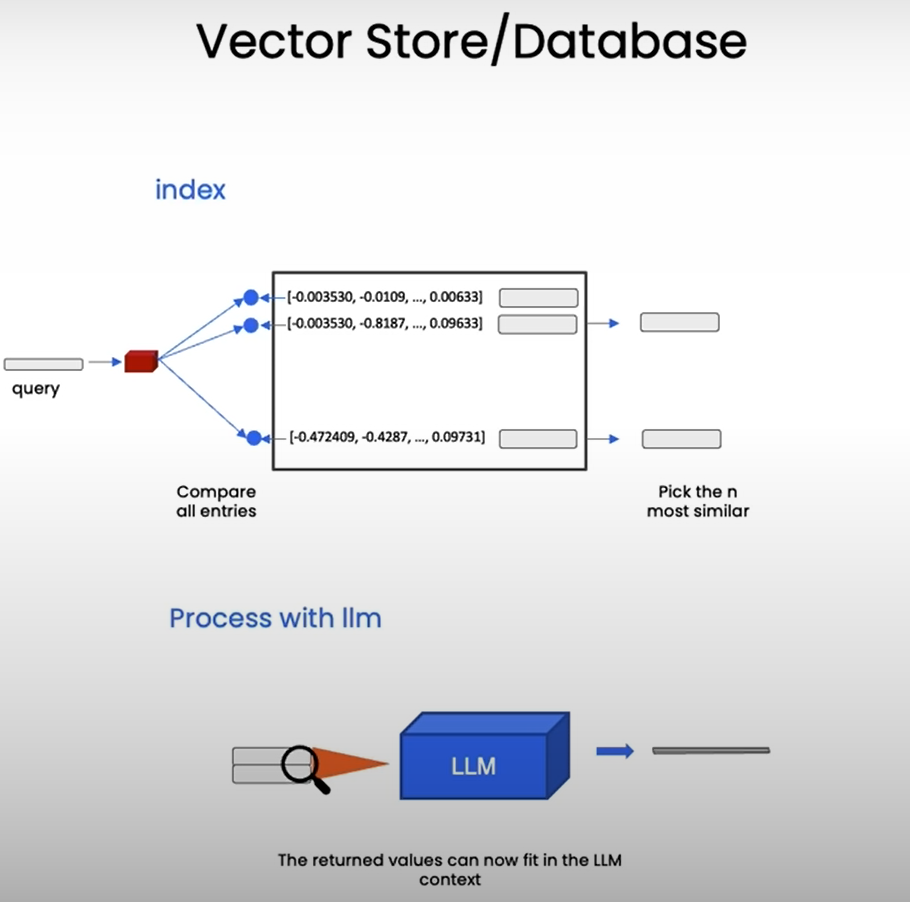 Vector Store/Database
index
[-0.003530, -0.0109, ..., 0.00633]
[-0.003530, -0.8187, ..., 0.09633]
query
[-0.472409, -0.4287, ..., 0.09731]
Compare
all entries
Pick the n
most similar
Process with llm
LLM
The returned values can now fit in the LLM
context